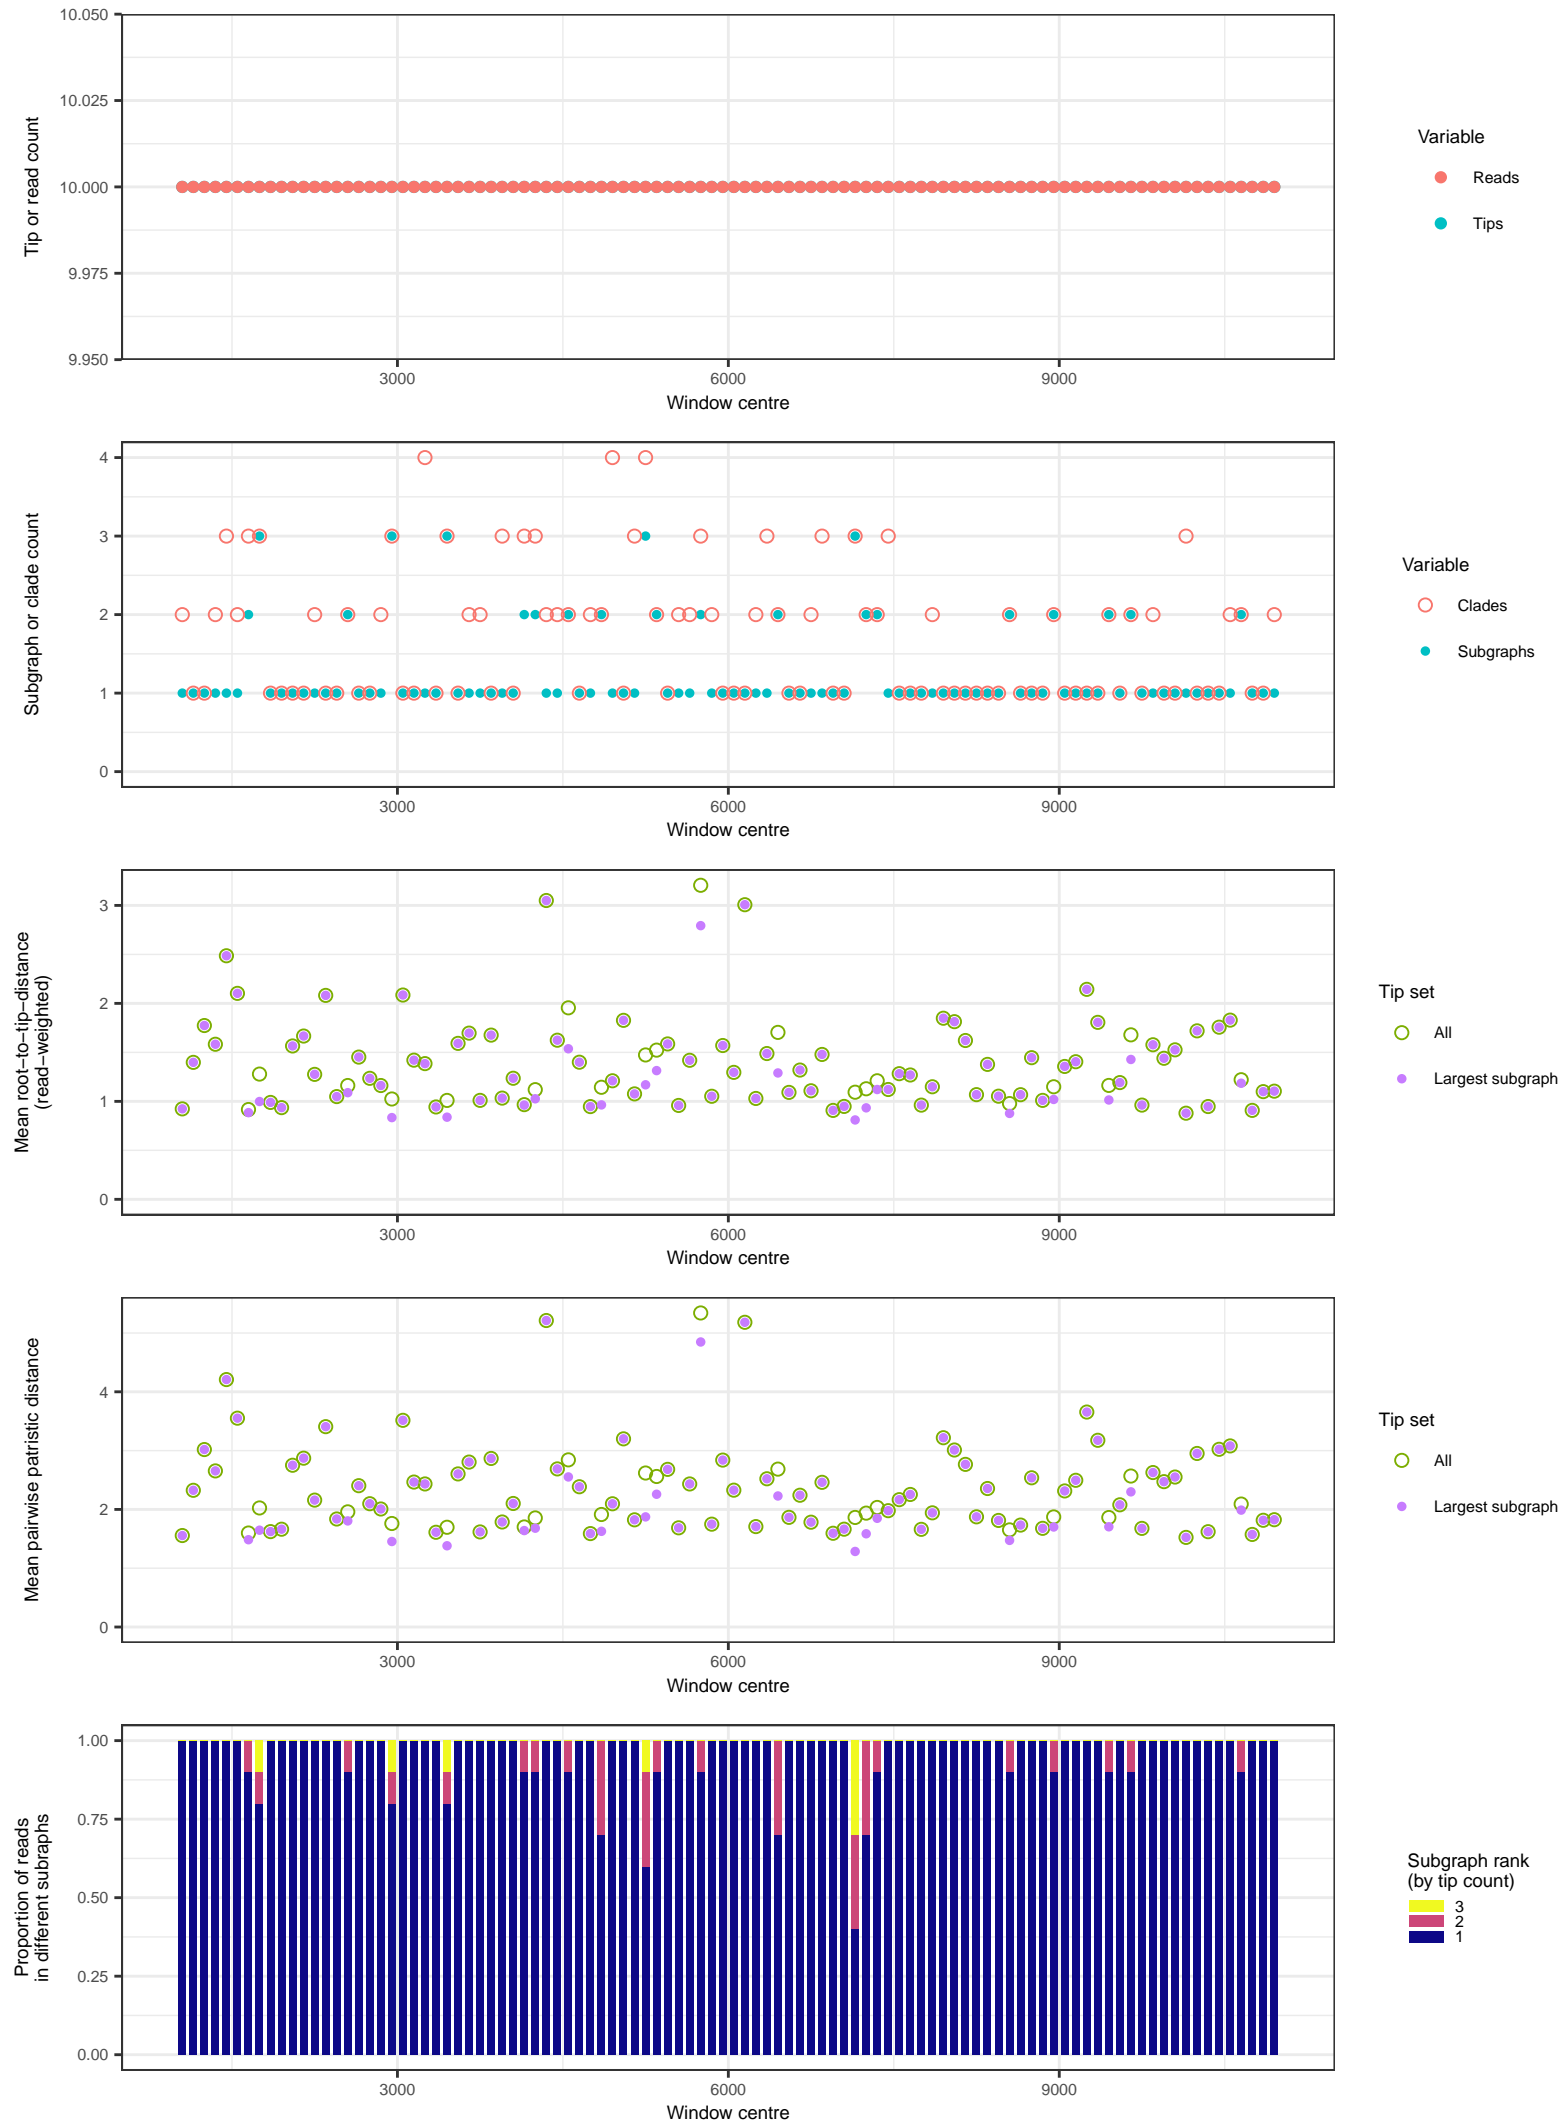 10.050
10.025
10.000
9.975
9.950
Tip or read count
3000
6000
9000
Window centre
Variable
Reads
Tips
4
3
2
1
0
Subgraph or clade count
3000
6000
9000
Window centre
Variable
Clades
Subgraphs
3
2
1
0
Mean root−to−tip−distance
(read−weighted)
3000
6000
9000
Window centre
Tip set
All
Largest subgraph
4
2
0
Mean pairwise patristic distance
3000
6000
9000
Window centre
Tip set
All
Largest subgraph
1.00
0.75
0.50
0.25
0.00
Proportion of reads
in different subraphs
3000
6000
9000
Window centre
Subgraph rank
(by tip count)
3
2
1